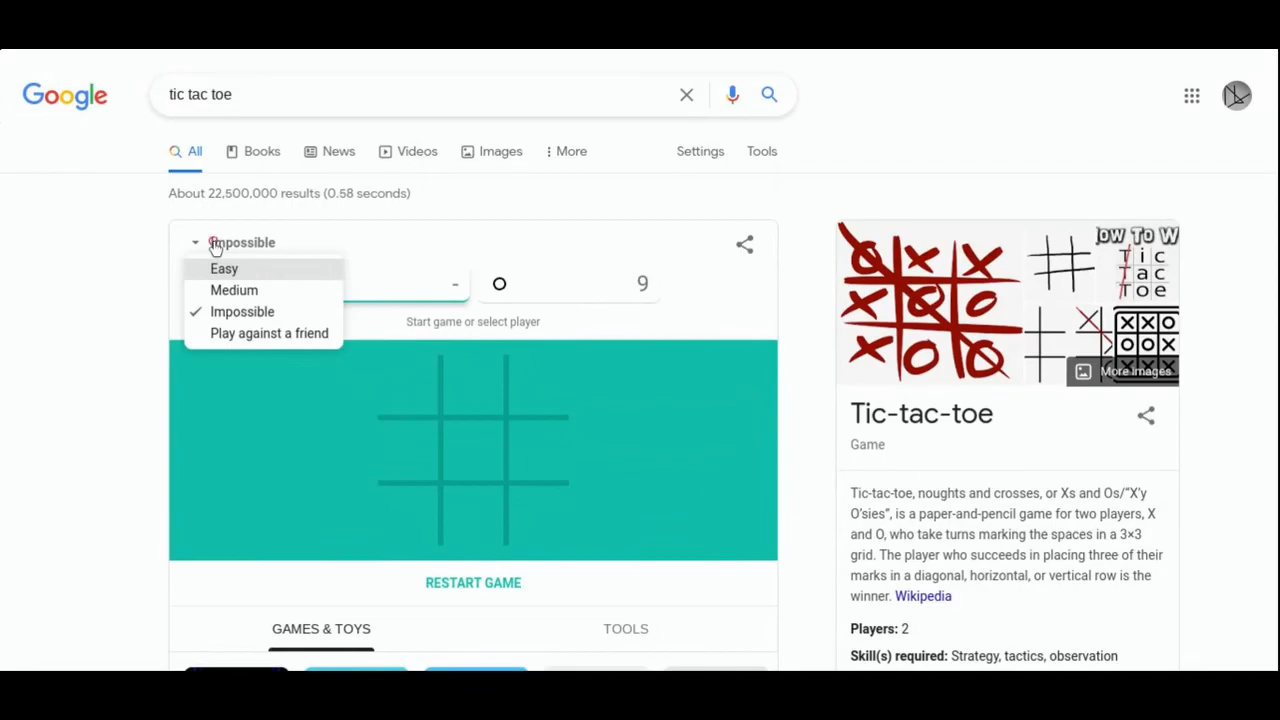 Google
tic tac toe
All
Books
News
Videos
Images
More
Settings
Tools
About 22,500,000 results (0.58 seconds)
Impossible
Easy
Medium
Impossible
Play against a friend
-
O 9
Start game or select player
RESTART GAME
GAMES & TOYS
TOOLS
X X
X O
X O
OW TO W
T i c
T a c
T o e
X
X X O
O O X
More Images
Tic-tac-toe
Game
Tic-tac-toe, noughts and crosses, or Xs and Os/“X’y
O’sies”, is a paper-and-pencil game for two players, X
and O, who take turns marking the spaces in a 3×3
grid. The player who succeeds in placing three of their
marks in a diagonal, horizontal, or vertical row is the
winner. Wikipedia
Players: 2
Skill(s) required: Strategy, tactics, observation